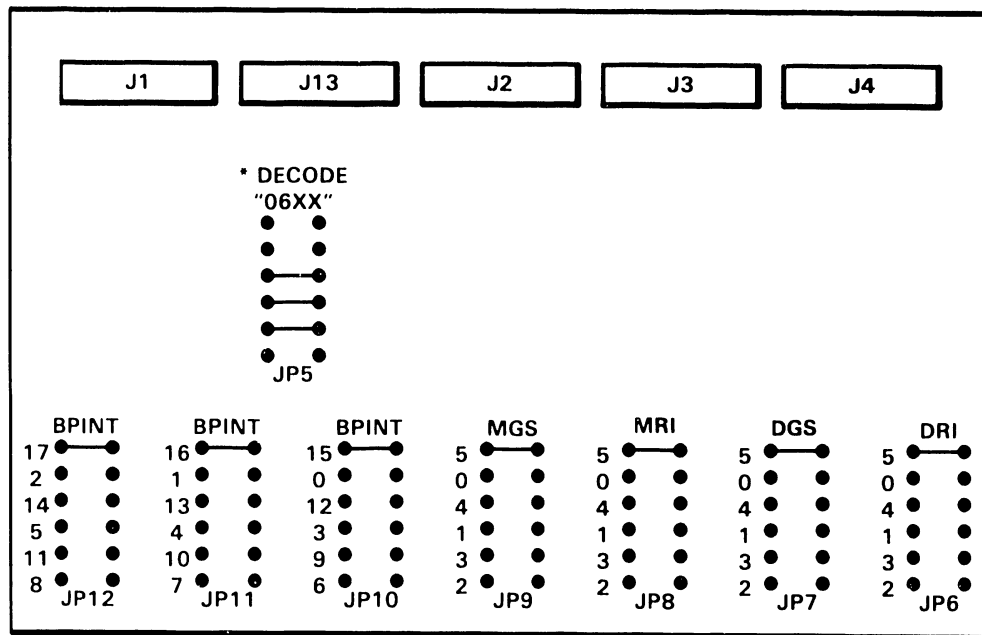 J1 J13 J2 J3 J4
* DECODE
"06XX"
JP5
BPINT BPINT BPINT MGS MRI DGS DRI
17 16 15 5 5 5 5
2 1 0 0 0 0 0
14 13 12 4 4 4 4
5 4 3 1 1 1 1
11 10 9 3 3 3 3
8 7 6 2 2 2 2
JP12 JP11 JP10 JP9 JP8 JP7 JP6